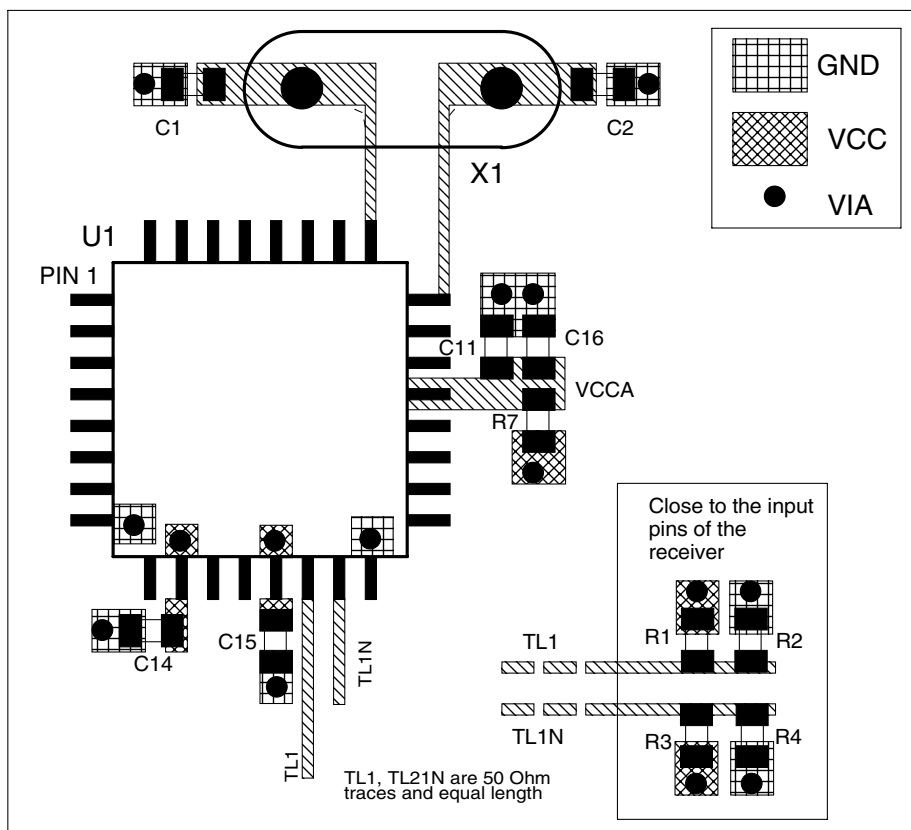 GND
VCC
VIA
C1
C2
X1
U1
PIN 1
C11
C16
VCCA
R7
C14
C15
TL1
TL1N
TL1, TL21N are 50 Ohm
traces and equal length
Close to the input
pins of the
receiver
R1
R2
TL1
TL1N
R3
R4